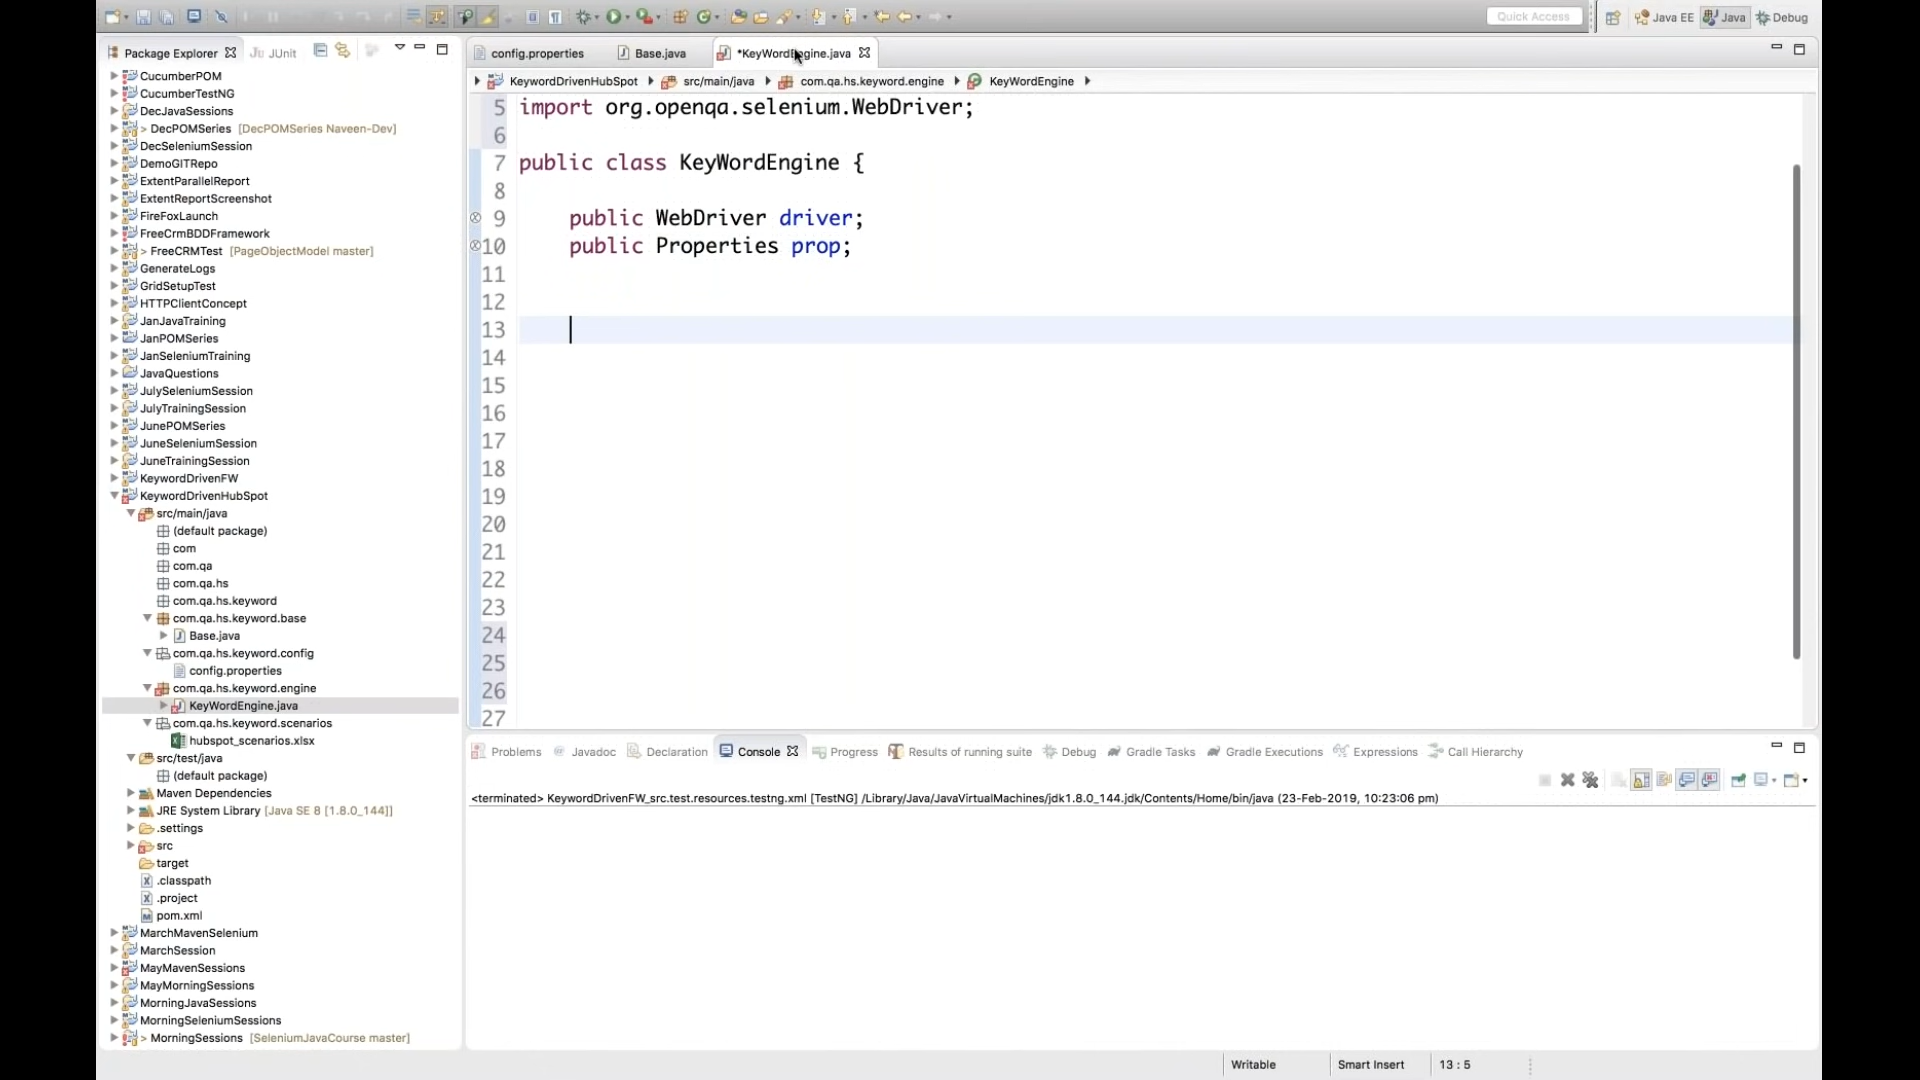 Quick Access
Java EE
Java
Debug
Package Explorer
JUnit
CucumberPOM
CucumberTestNG
DecJavaSessions
> DecPOMSeries [DecPOMSeries Naveen-Dev]
DecSeleniumSession
DemoGITRepo
ExtentParallelReport
ExtentReportScreenshot
FireFoxLaunch
FreeCrmBDDFramework
> FreeCRMTest [PageObjectModel master]
GenerateLogs
GridSetupTest
HTTPClientConcept
JanJavaTraining
JanPOMSeries
JanSeleniumTraining
JavaQuestions
JulySeleniumSession
JulyTrainingSession
JunePOMSeries
JuneSeleniumSession
JuneTrainingSession
KeywordDrivenFW
KeywordDrivenHubSpot
src/main/java
(default package)
com
com.qa
com.qa.hs
com.qa.hs.keyword
com.qa.hs.keyword.base
Base.java
com.qa.hs.keyword.config
config.properties
com.qa.hs.keyword.engine
KeyWordEngine.java
com.qa.hs.keyword.scenarios
hubspot_scenarios.xlsx
src/test/java
(default package)
Maven Dependencies
JRE System Library [Java SE 8 [1.8.0_144]]
.settings
src
target
.classpath
.project
pom.xml
MarchMavenSelenium
MarchSession
MayMavenSessions
MayMorningSessions
MorningJavaSessions
MorningSeleniumSessions
> MorningSessions [SeleniumJavaCourse master]
config.properties
Base.java
*KeyWordEngine.java
KeywordDrivenHubSpot
src/main/java
com.qa.hs.keyword.engine
KeyWordEngine
5 import org.openqa.selenium.WebDriver;
6
7 public class KeyWordEngine {
8
9 public WebDriver driver;
10 public Properties prop;
11
12
13
14
15
16
17
18
19
20
21
22
23
24
25
26
27
Problems
Javadoc
Declaration
Console
Progress
Results of running suite
Debug
Gradle Tasks
Gradle Executions
Expressions
Call Hierarchy
<terminated> KeywordDrivenFW_src.test.resources.testng.xml [TestNG] /Library/Java/JavaVirtualMachines/jdk1.8.0_144.jdk/Contents/Home/bin/java (23-Feb-2019, 10:23:06 pm)
Writable
Smart Insert
13 : 5